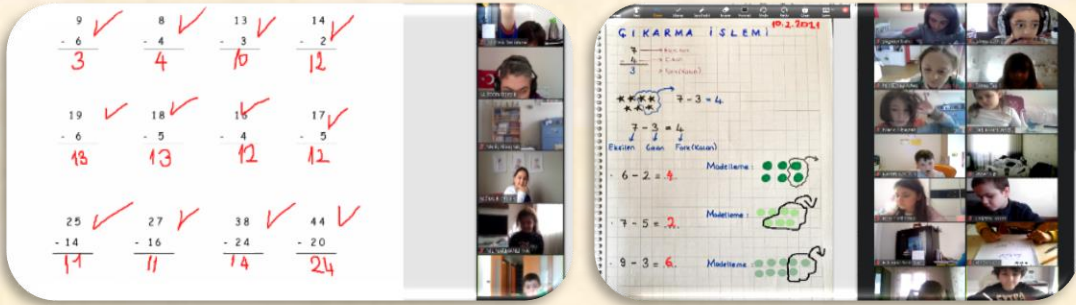 9 8 13 14
- 6 - 4 - 3 - 2
3 4 10 12
19 18 16 17
- 6 - 5 - 4 - 5
13 13 12 12
25 27 38 44
- 14 - 16 - 24 - 20
11 11 14 24
10.2.2021
ÇIKARMA İŞLEMİ
7
- 4
3
7 - 3 = 4
7 - 3 = 4
Eksilen Çıkan Fark (Kalan)
6 - 2 = 4 Modelleme:
7 - 5 = 2 Modelleme:
9 - 3 = 6 Modelleme: